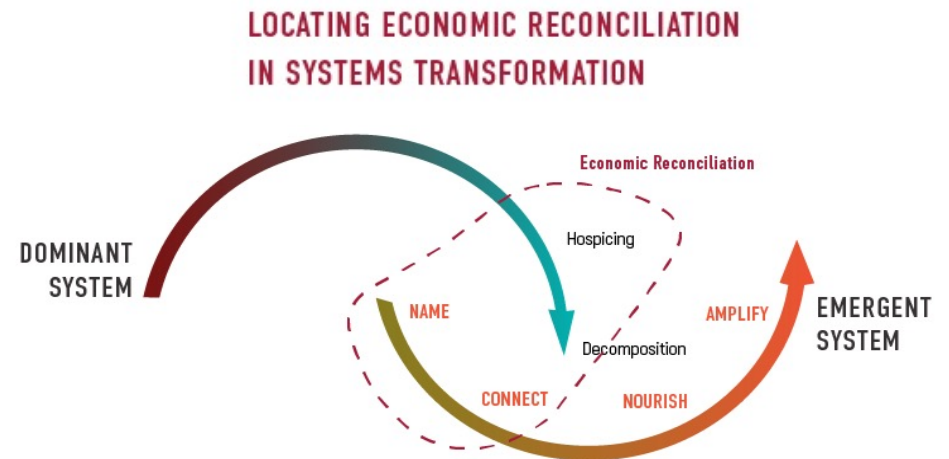 LOCATING ECONOMIC RECONCILIATION
IN SYSTEMS TRANSFORMATION
Economic Reconciliation
DOMINANT
SYSTEM
Hospicing
NAME
AMPLIFY
EMERGENT
SYSTEM
Decomposition
CONNECT
NOURISH